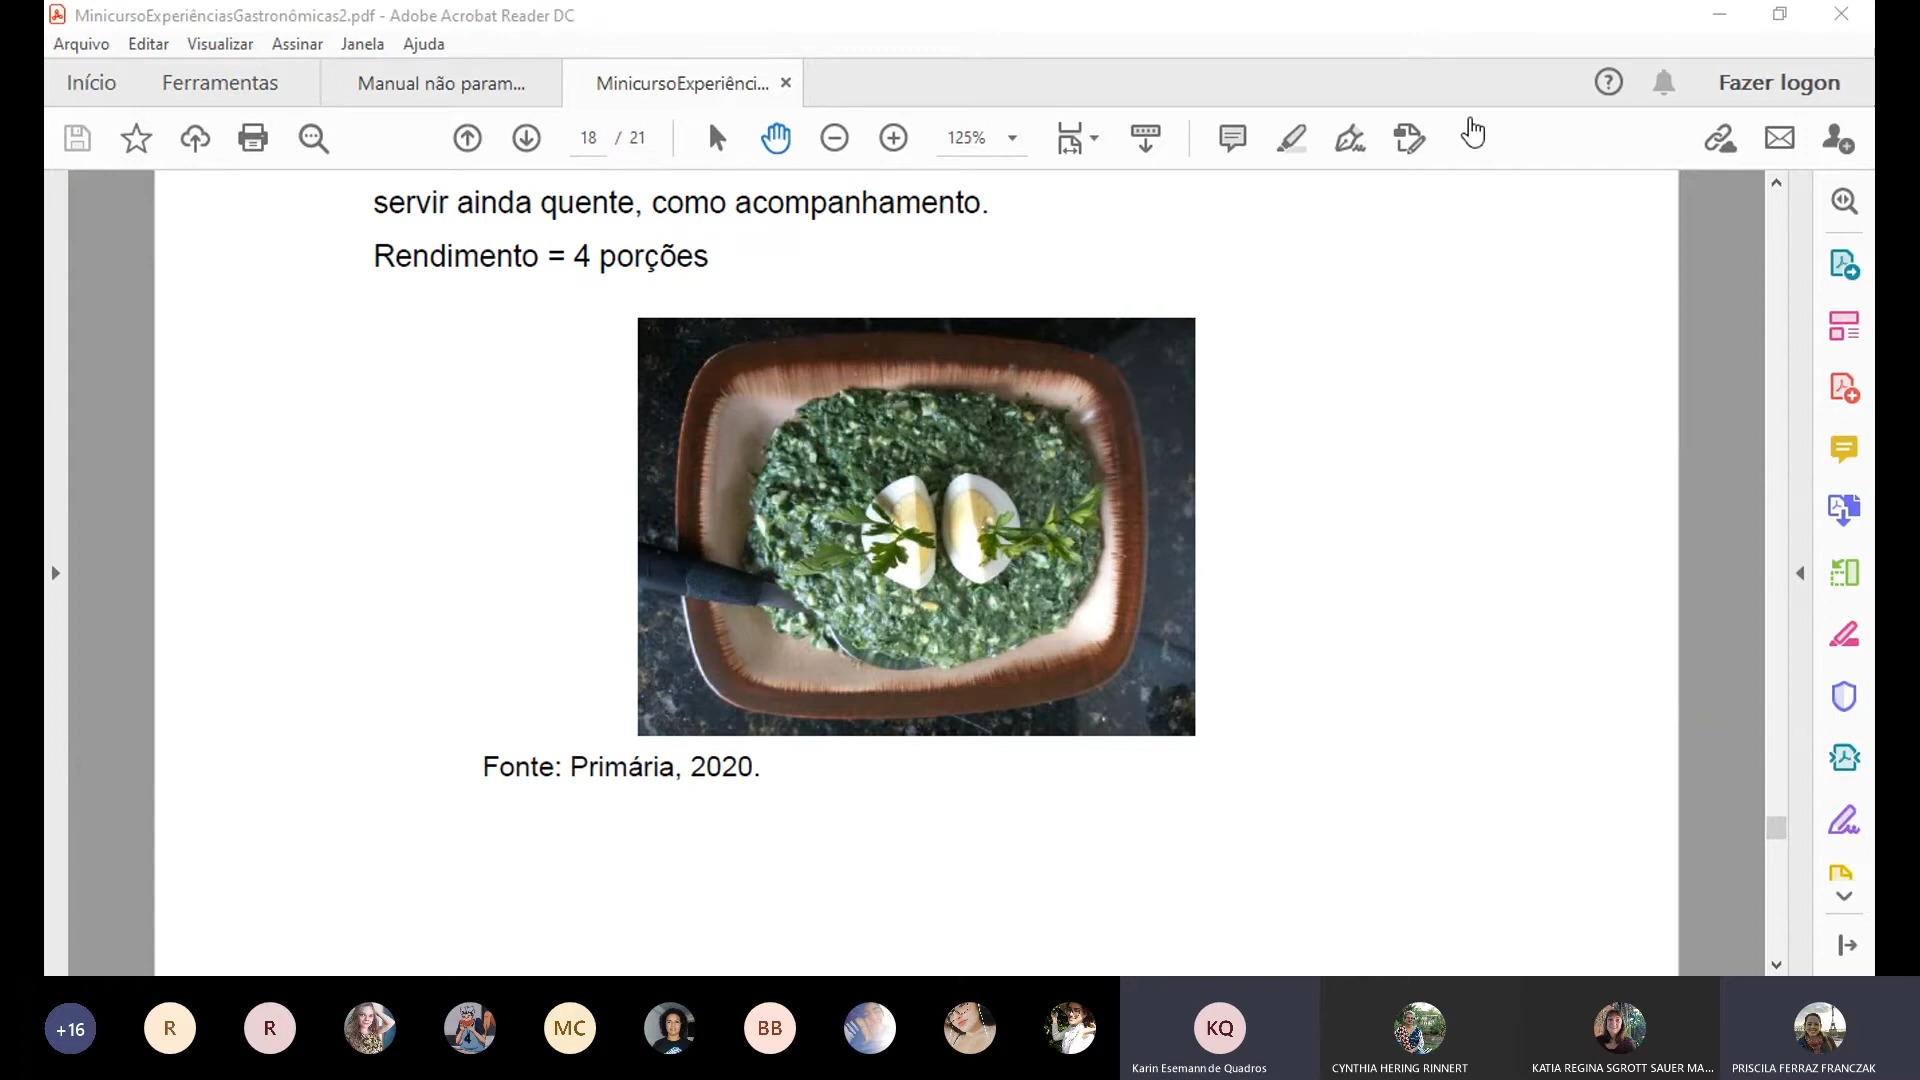 MinicursoExperiênciasGastronômicas2.pdf - Adobe Acrobat Reader DC
Arquivo Editar Visualizar Assinar Janela Ajuda
Início Ferramentas Manual não param... MinicursoExperiênci... Fazer logon
18 / 21 125%
servir ainda quente, como acompanhamento.
Rendimento = 4 porções
Fonte: Primária, 2020.
+16 R R MC BB KQ
Karin Esemann de Quadros CYNTHIA HERING RINNERT KATIA REGINA SGROTT SAUER MA... PRISCILA FERRAZ FRANCZAK